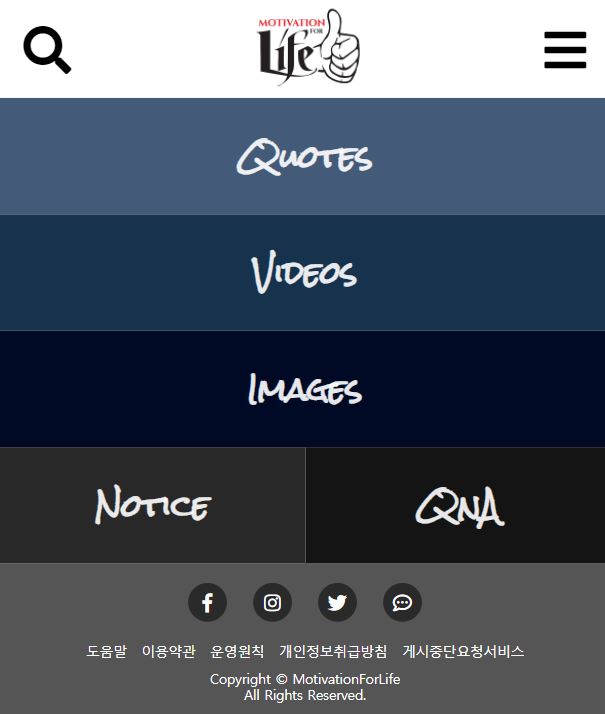 MOTIVATION
FOR
Life
Quotes
Videos
Images
Notice QnA
도움말 이용약관 운영원칙 개인정보취급방침 게시중단요청서비스
Copyright © MotivationForLife
All Rights Reserved.